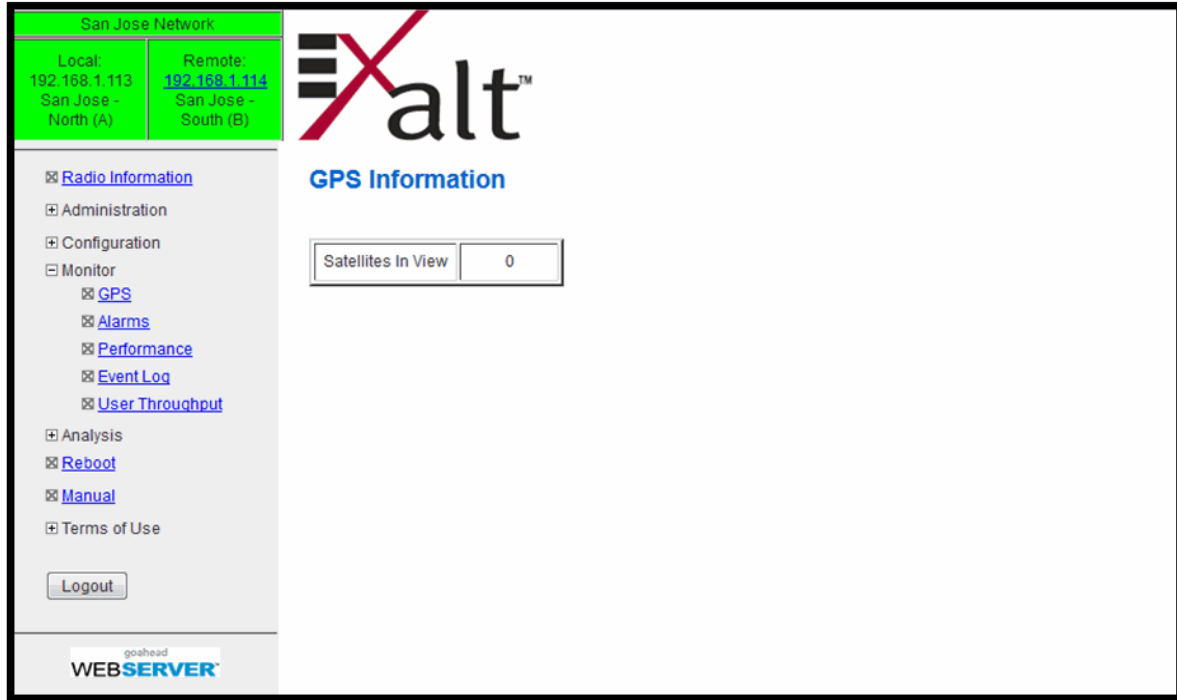 San Jose Network
Local:
192.168.1.113
San Jose -
North (A)
Remote:
192.168.1.114
San Jose -
South (B)
EXalt™
Radio Information
Administration
Configuration
Monitor
GPS
Alarms
Performance
Event Log
User Throughput
Analysis
Reboot
Manual
Terms of Use
Logout
goahead
WEBSERVER™
GPS Information
Satellites In View 0